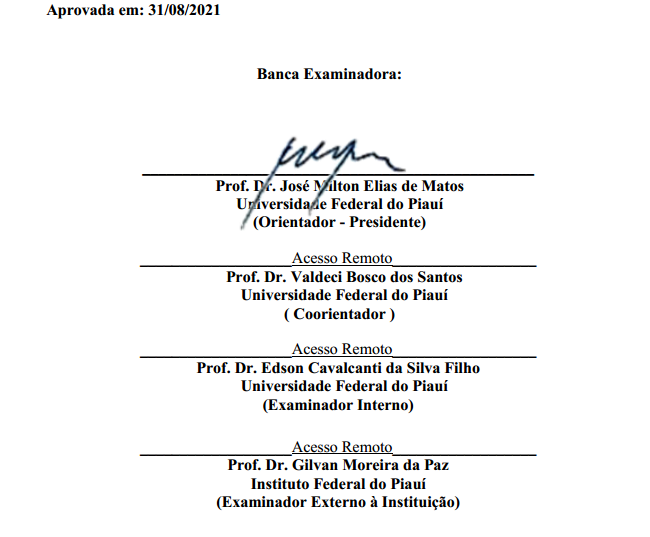 Aprovada em: 31/08/2021
Banca Examinadora:
Prof. Dr. José Milton Elias de Matos
Universidade Federal do Piauí
(Orientador - Presidente)
Acesso Remoto
Prof. Dr. Valdeci Bosco dos Santos
Universidade Federal do Piauí
( Coorientador )
Acesso Remoto
Prof. Dr. Edson Cavalcanti da Silva Filho
Universidade Federal do Piauí
(Examinador Interno)
Acesso Remoto
Prof. Dr. Gilvan Moreira da Paz
Instituto Federal do Piauí
(Examinador Externo à Instituição)